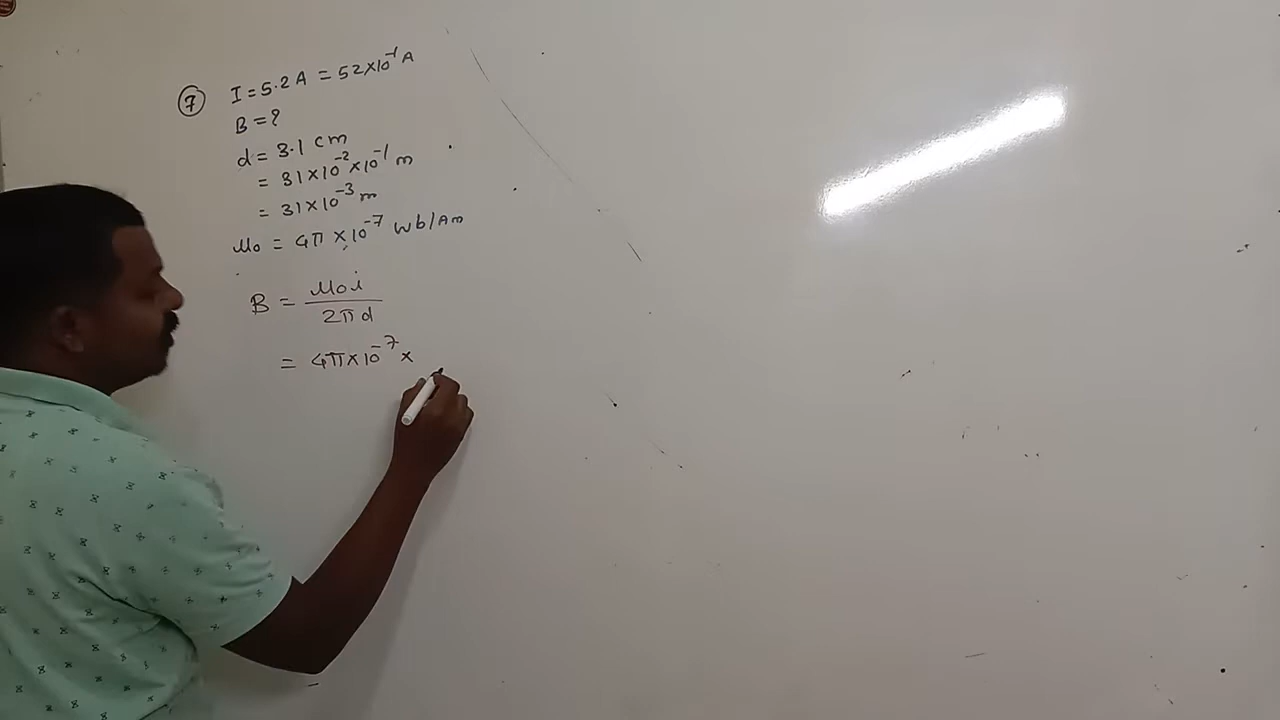 ⑦ I = 5.2 A = 52×10⁻¹ A
B = ?
d = 3.1 cm
= 31×10⁻²×10⁻¹ m
= 31×10⁻³ m
μ₀ = 4π×10⁻⁷ Wb/Am
B = μ₀i / 2πd
= 4π×10⁻⁷×